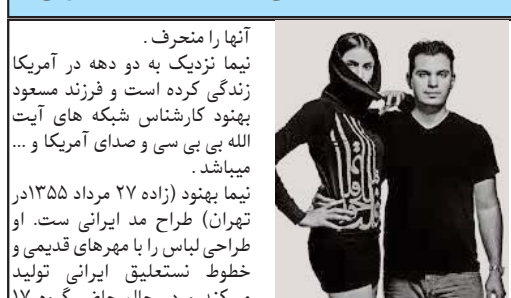 آنها را منحرف .
نیما نزدیک به دو دهه در آمریکا
زندگی کرده است و فرزند مسعود
بهنود کارشناس شبکه های آیت
الله بی بی سی و صدای آمریکا و ...
میباشد .
نیما بهنود (زاده ۲۷ مرداد ۱۳۵۵در
تهران) طراح مد ایرانی ست. او
طراحی لباس را با مهرهای قدیمی و
خطوط نستعلیق ایرانی تولید